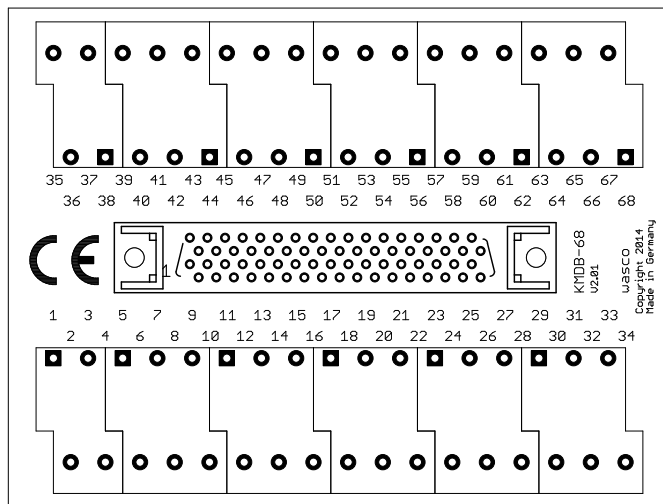 35 37 39 41 43 45 47 49 51 53 55 57 59 61 63 65 67
36 38 40 42 44 46 48 50 52 54 56 58 60 62 64 66 68
CE
1
KMDB-68
V2.01
wasco
Copyright 2014
Made in Germany
1 3 5 7 9 11 13 15 17 19 21 23 25 27 29 31 33
2 4 6 8 10 12 14 16 18 20 22 24 26 28 30 32 34